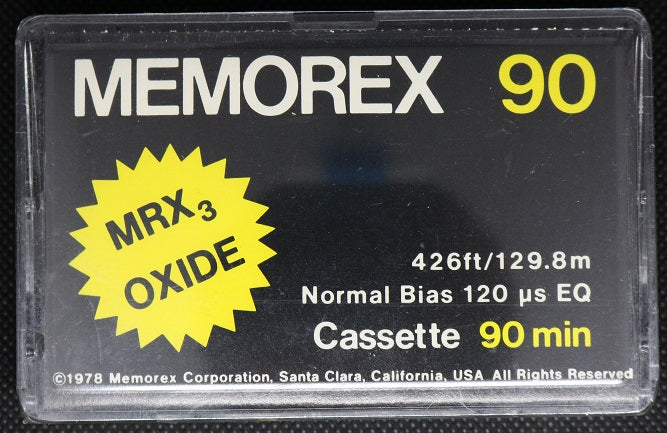 MEMOREX 90
MRX3
OXIDE
426ft/129.8m
Normal Bias 120 µs EQ
Cassette 90 min
©1978 Memorex Corporation, Santa Clara, California, USA All Rights Reserved